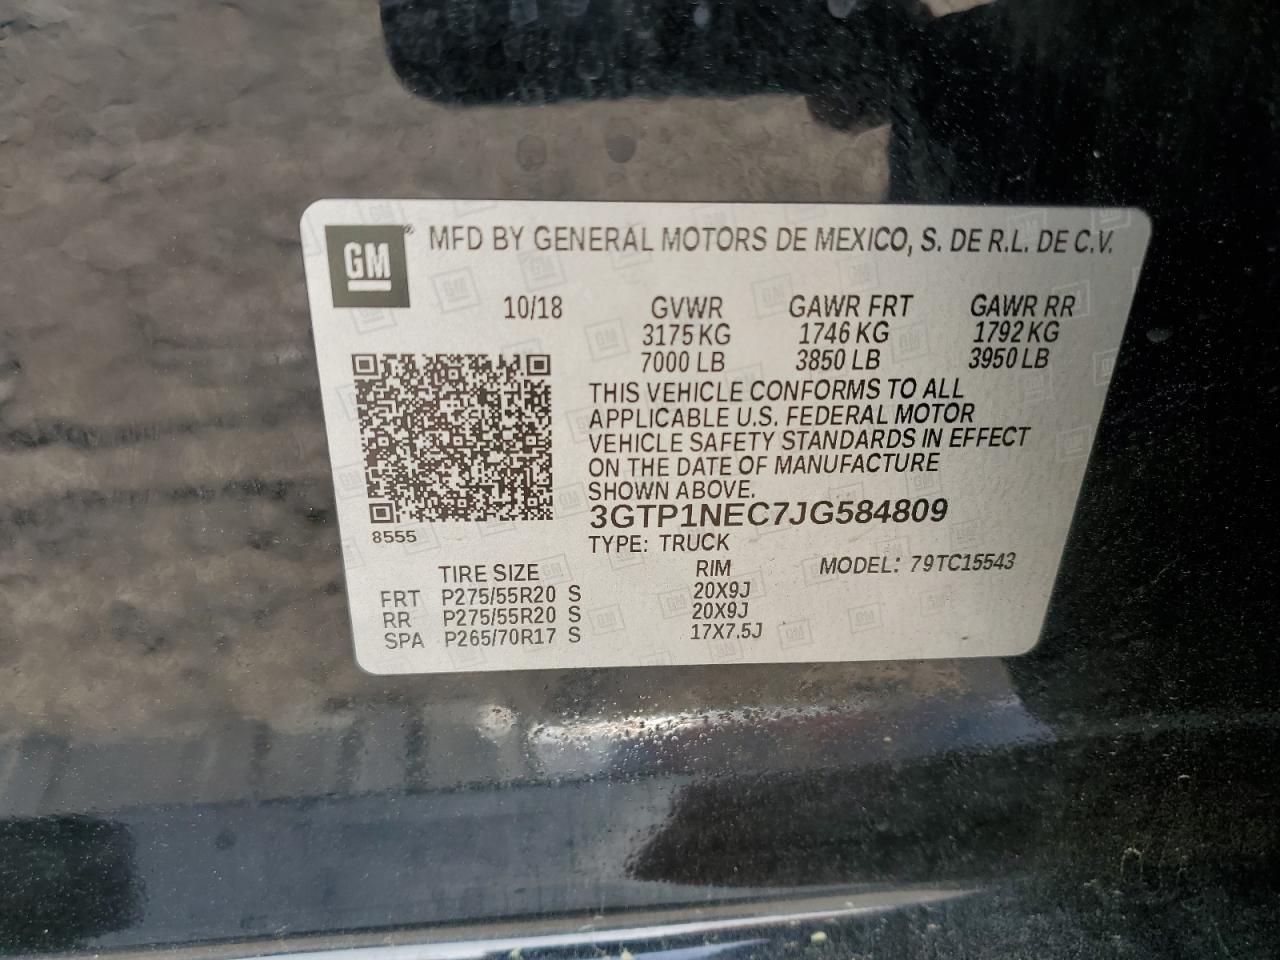 GM® MFD BY GENERAL MOTORS DE MEXICO, S. DE R.L. DE C.V.
10/18 GVWR GAWR FRT GAWR RR
3175 KG 1746 KG 1792 KG
7000 LB 3850 LB 3950 LB
THIS VEHICLE CONFORMS TO ALL
APPLICABLE U.S. FEDERAL MOTOR
VEHICLE SAFETY STANDARDS IN EFFECT
ON THE DATE OF MANUFACTURE
SHOWN ABOVE.
3GTP1NEC7JG584809
8555
TYPE: TRUCK
MODEL: 79TC15543
TIRE SIZE RIM
FRT P275/55R20 S 20X9J
RR P275/55R20 S 20X9J
SPA P265/70R17 S 17X7.5J